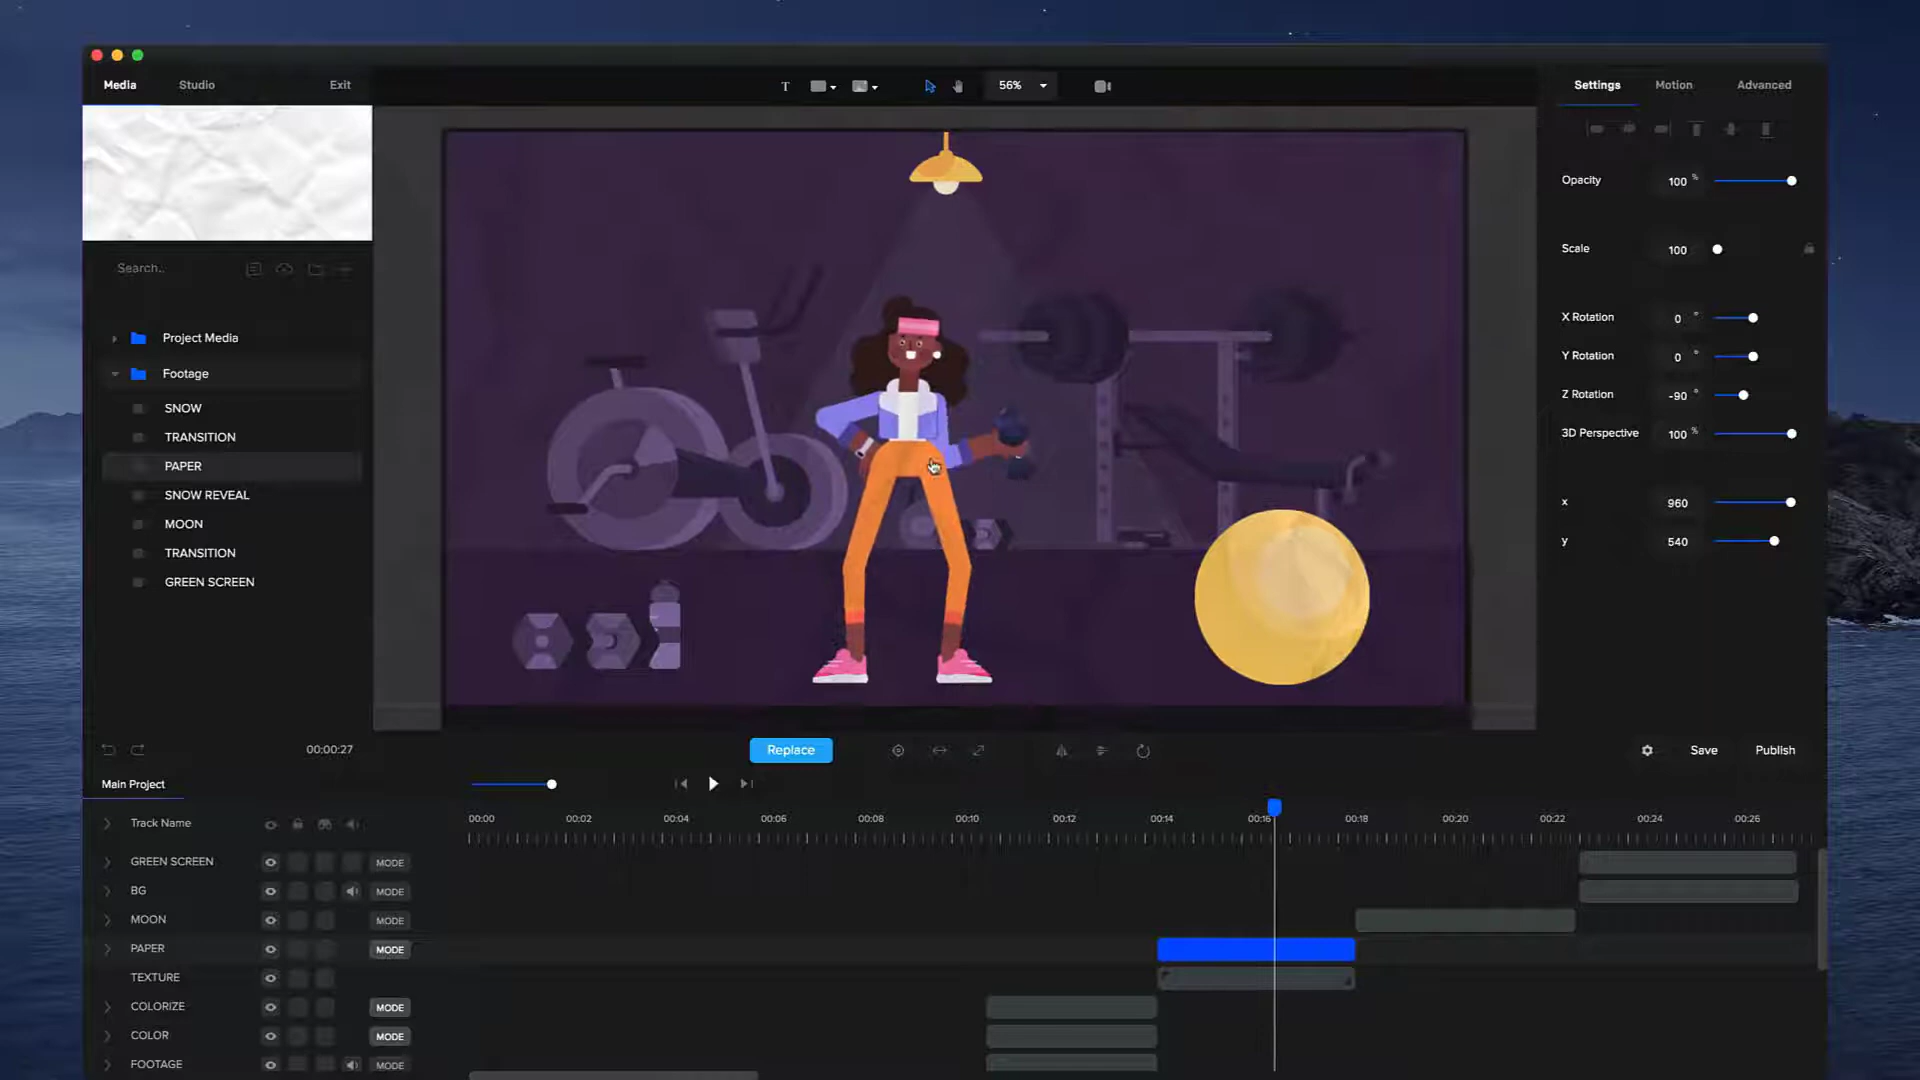 Media
Studio
Exit
T
56%
Settings
Motion
Advanced
Opacity
100 %
Search..
Scale
100
X Rotation
0 °
Y Rotation
0 °
Z Rotation
-90 °
3D Perspective
100 %
x
960
y
540
Project Media
Footage
SNOW
TRANSITION
PAPER
SNOW REVEAL
MOON
TRANSITION
GREEN SCREEN
00:00:27
Replace
Save
Publish
Main Project
Track Name
00:00 00:02 00:04 00:06 00:08 00:10 00:12 00:14 00:16 00:18 00:20 00:22 00:24 00:26
GREEN SCREEN MODE
BG MODE
MOON MODE
PAPER MODE
TEXTURE
COLORIZE MODE
COLOR MODE
FOOTAGE MODE